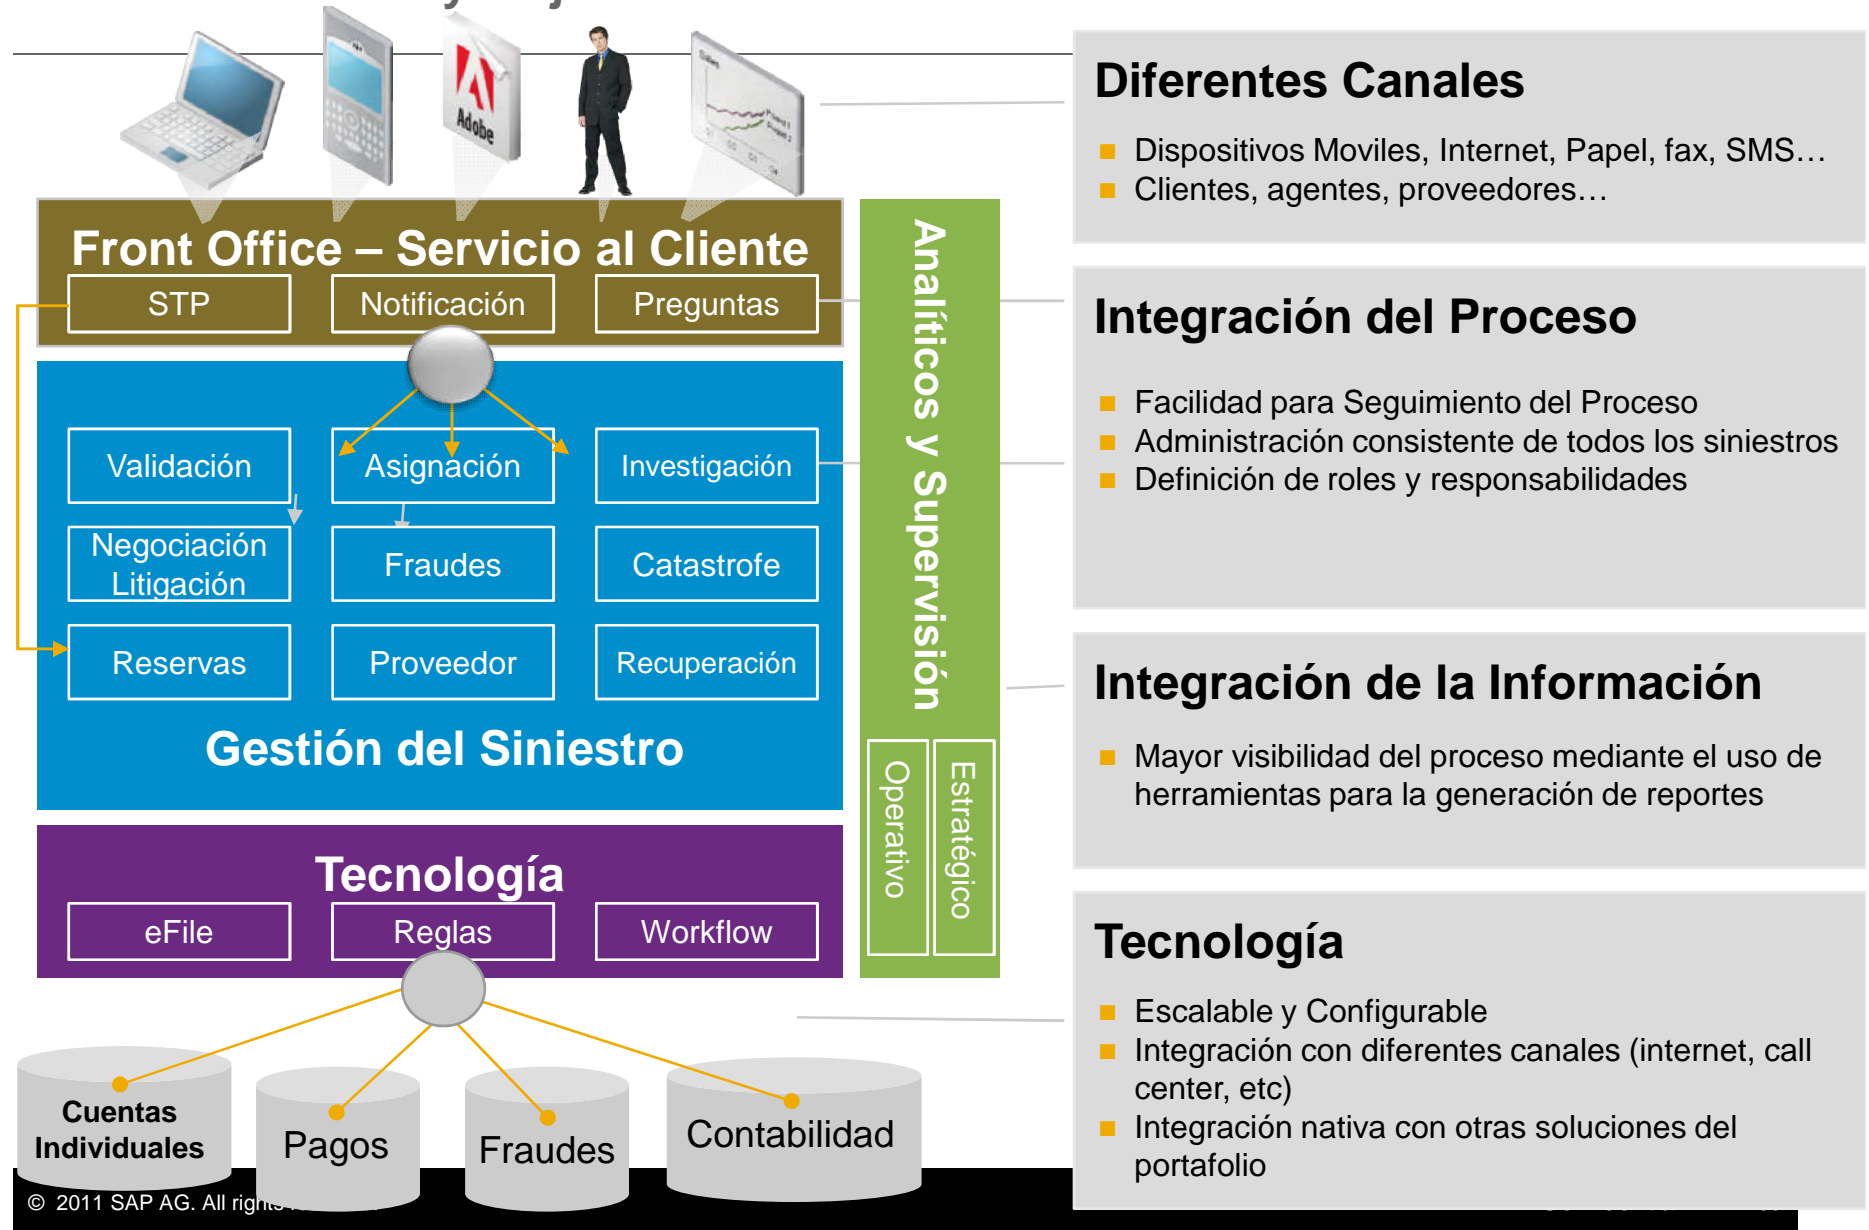 Adobe
Front Office – Servicio al Cliente
STP
Notificación
Preguntas
Validación
Asignación
Investigación
Negociación
Litigación
Fraudes
Catastrofe
Reservas
Proveedor
Recuperación
Gestión del Siniestro
Tecnología
eFile
Reglas
Workflow
Analíticos y Supervisión
Operativo
Estratégico
Cuentas
Individuales
Pagos
Fraudes
Contabilidad
© 2011 SAP AG. All rights
Diferentes Canales
Dispositivos Moviles, Internet, Papel, fax, SMS…
Clientes, agentes, proveedores…
Integración del Proceso
Facilidad para Seguimiento del Proceso
Administración consistente de todos los siniestros
Definición de roles y responsabilidades
Integración de la Información
Mayor visibilidad del proceso mediante el uso de
herramientas para la generación de reportes
Tecnología
Escalable y Configurable
Integración con diferentes canales (internet, call
center, etc)
Integración nativa con otras soluciones del
portafolio